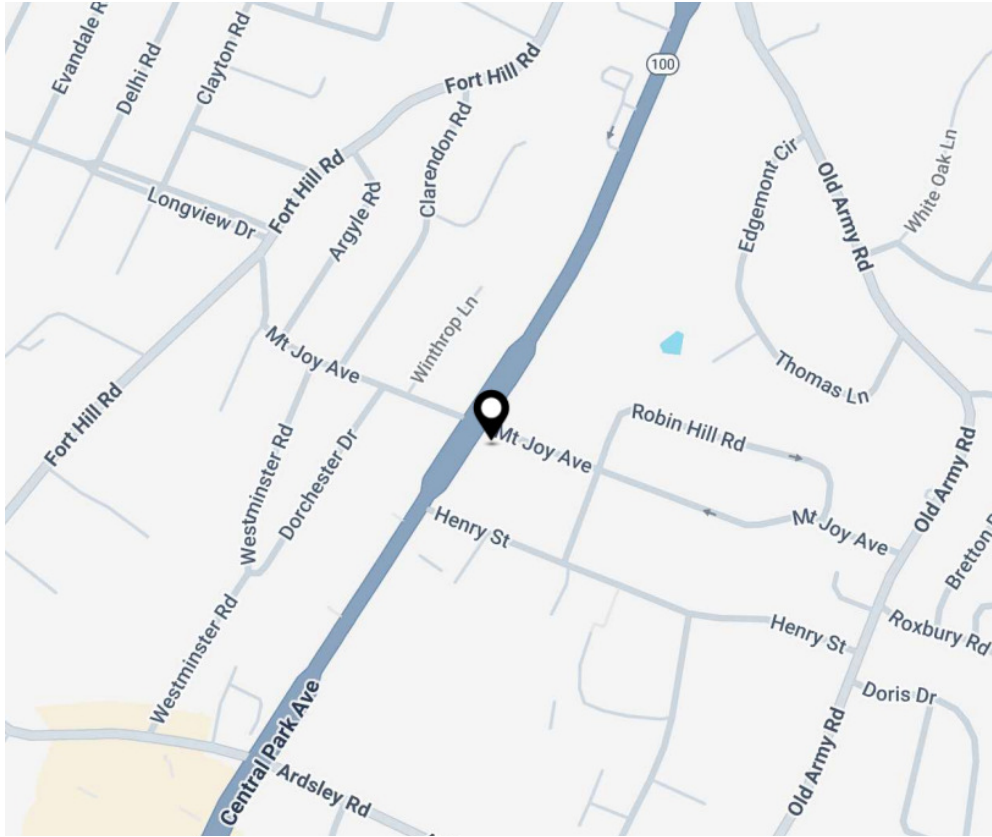 Evandale R
Delhi Rd
Clayton Rd
Fort Hill Rd
100
Clarendon Rd
Fort Hill Rd
Argyle Rd
Longview Dr
Edgemont Cir
Old Army Rd
White Oak Ln
Winthrop Ln
Mt Joy Ave
Thomas Ln
Fort Hill Rd
Robin Hill Rd
Mt Joy Ave
Westminster Rd
Dorchester Dr
Old Army Rd
Henry St
Mt Joy Ave
Bretton
Westminster Rd
Henry St
Roxbury Rd
Doris Dr
Central Park Ave
Ardsley Rd
Old Army Rd